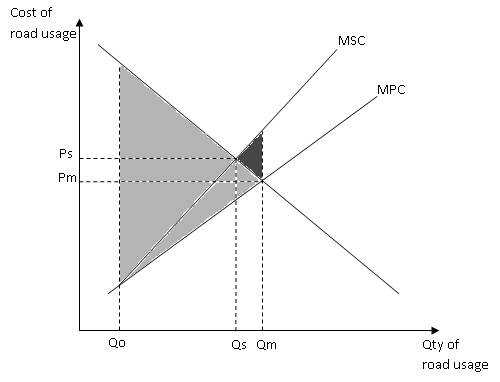 Cost of
road usage
MSC
MPC
Ps
Pm
Qo
Qs
Qm
Qty of
road usage